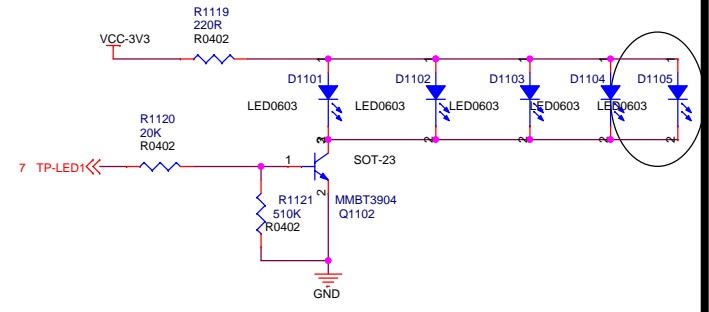 R1119
220R
VCC-3V3
R0402
1 1 1 1 1
D1101 D1102 D1103 D1104 D1105
LED0603 LED0603 LED0603 LED0603 LED0603
R1120
20K
R0402
2 2 2 2
3
SOT-23
7 TP-LED1
1
2
R1121 MMBT3904
510K Q1102
R0402
GND